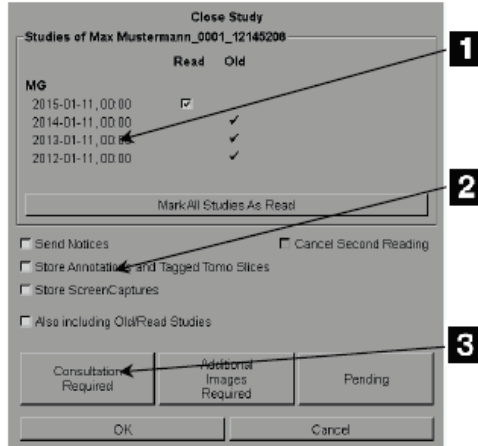 Close Study
Studies of Max Mustermann_0001_12145208
Read Old
MG
2015-01-11, 00:00
2014-01-11, 00:00
2013-01-11, 00:00
2012-01-11, 00:00
Mark All Studies As Read
Send Notices Cancel Second Reading
Store Annotations and Tagged Tomo Slices
Store ScreenCaptures
Also including Old/Read Studies
Consultation Required
Additional Images Required
Pending
OK Cancel
1
2
3